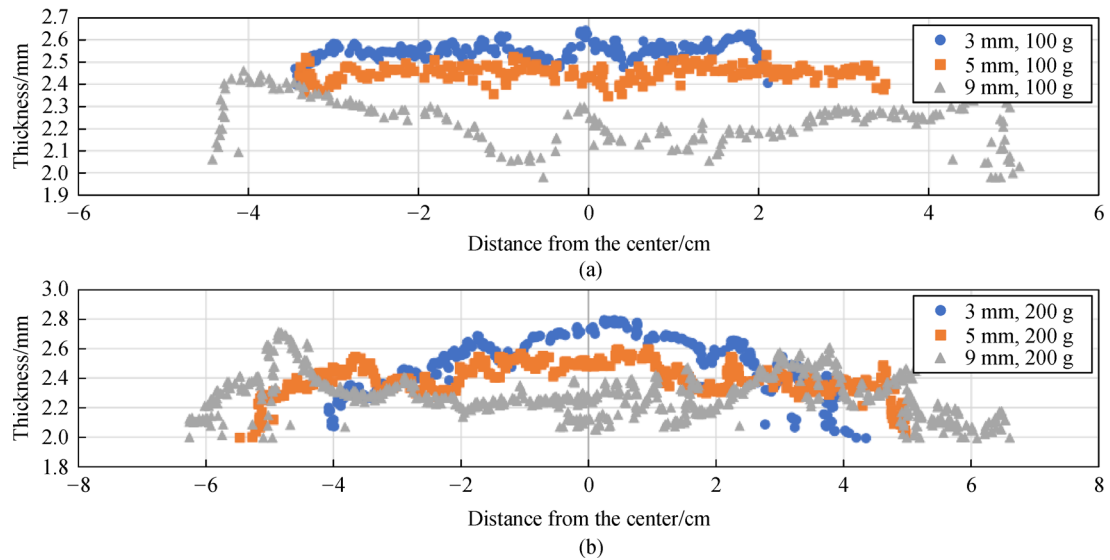 2.7
2.6
2.5
2.4
2.3
2.2
2.1
2.0
1.9
Thickness/mm
3 mm, 100 g
5 mm, 100 g
9 mm, 100 g
−6 −4 −2 0 2 4 6
Distance from the center/cm
(a)
3.0
2.8
2.6
2.4
2.2
2.0
1.8
Thickness/mm
3 mm, 200 g
5 mm, 200 g
9 mm, 200 g
−8 −6 −4 −2 0 2 4 6 8
Distance from the center/cm
(b)